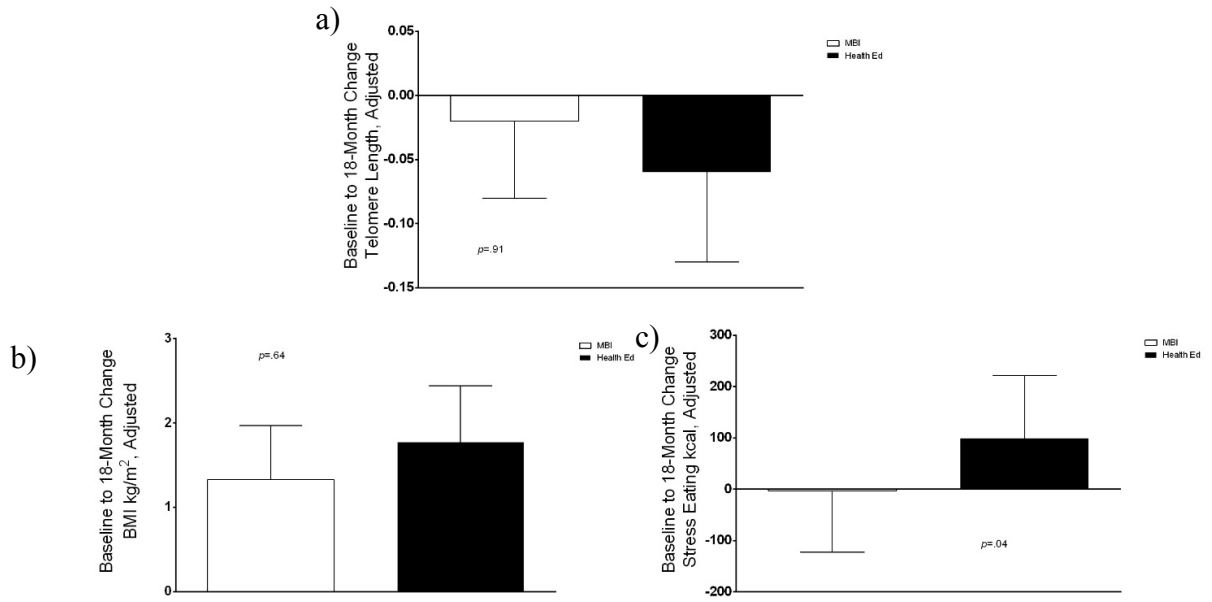 a)
Baseline to 18-Month Change
Telomere Length, Adjusted
0.05
0.00
-0.05
-0.10
-0.15
p=.91
MBI
Health Ed
b)
Baseline to 18-Month Change
BMI kg/m², Adjusted
3
2
1
0
p=.64
MBI
Health Ed
c)
Baseline to 18-Month Change
Stress Eating kcal, Adjusted
300
200
100
0
-100
-200
p=.04
MBI
Health Ed